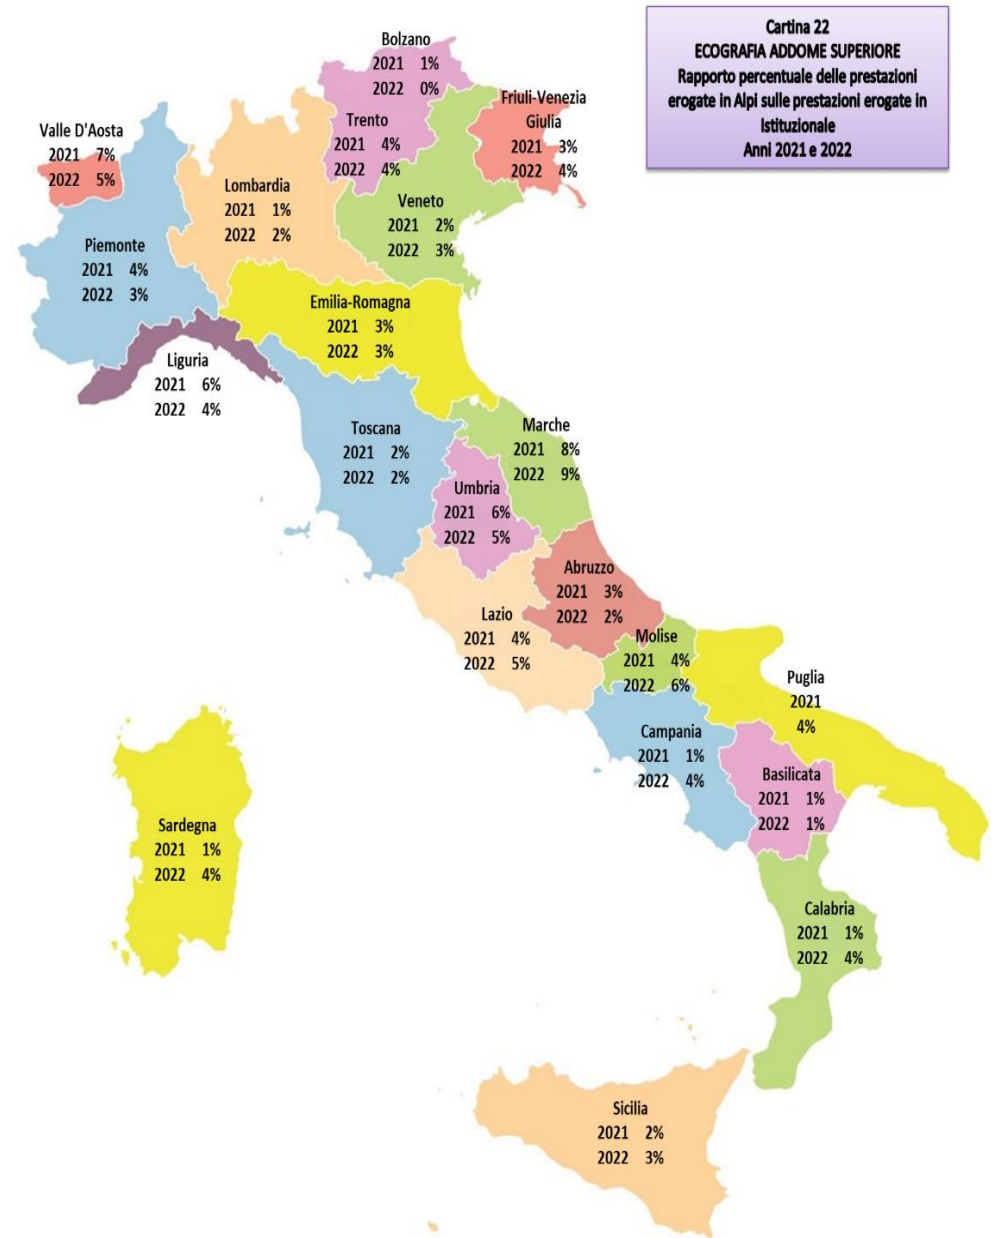 Cartina 22
ECOGRAFIA ADDOME SUPERIORE
Rapporto percentuale delle prestazioni
erogate in Alpi sulle prestazioni erogate in
Istituzionale
Anni 2021 e 2022
Bolzano
2021 1%
2022 0%
Trento
2021 4%
2022 4%
Friuli-Venezia
Giulia
2021 3%
2022 4%
Valle D'Aosta
2021 7%
2022 5%
Lombardia
2021 1%
2022 2%
Veneto
2021 2%
2022 3%
Piemonte
2021 4%
2022 3%
Emilia-Romagna
2021 3%
2022 3%
Liguria
2021 6%
2022 4%
Toscana
2021 2%
2022 2%
Marche
2021 8%
2022 9%
Umbria
2021 6%
2022 5%
Abruzzo
2021 3%
2022 2%
Lazio
2021 4%
2022 5%
Molise
2021 4%
2022 6%
Puglia
2021
4%
Campania
2021 1%
2022 4%
Basilicata
2021 1%
2022 1%
Sardegna
2021 1%
2022 4%
Calabria
2021 1%
2022 4%
Sicilia
2021 2%
2022 3%